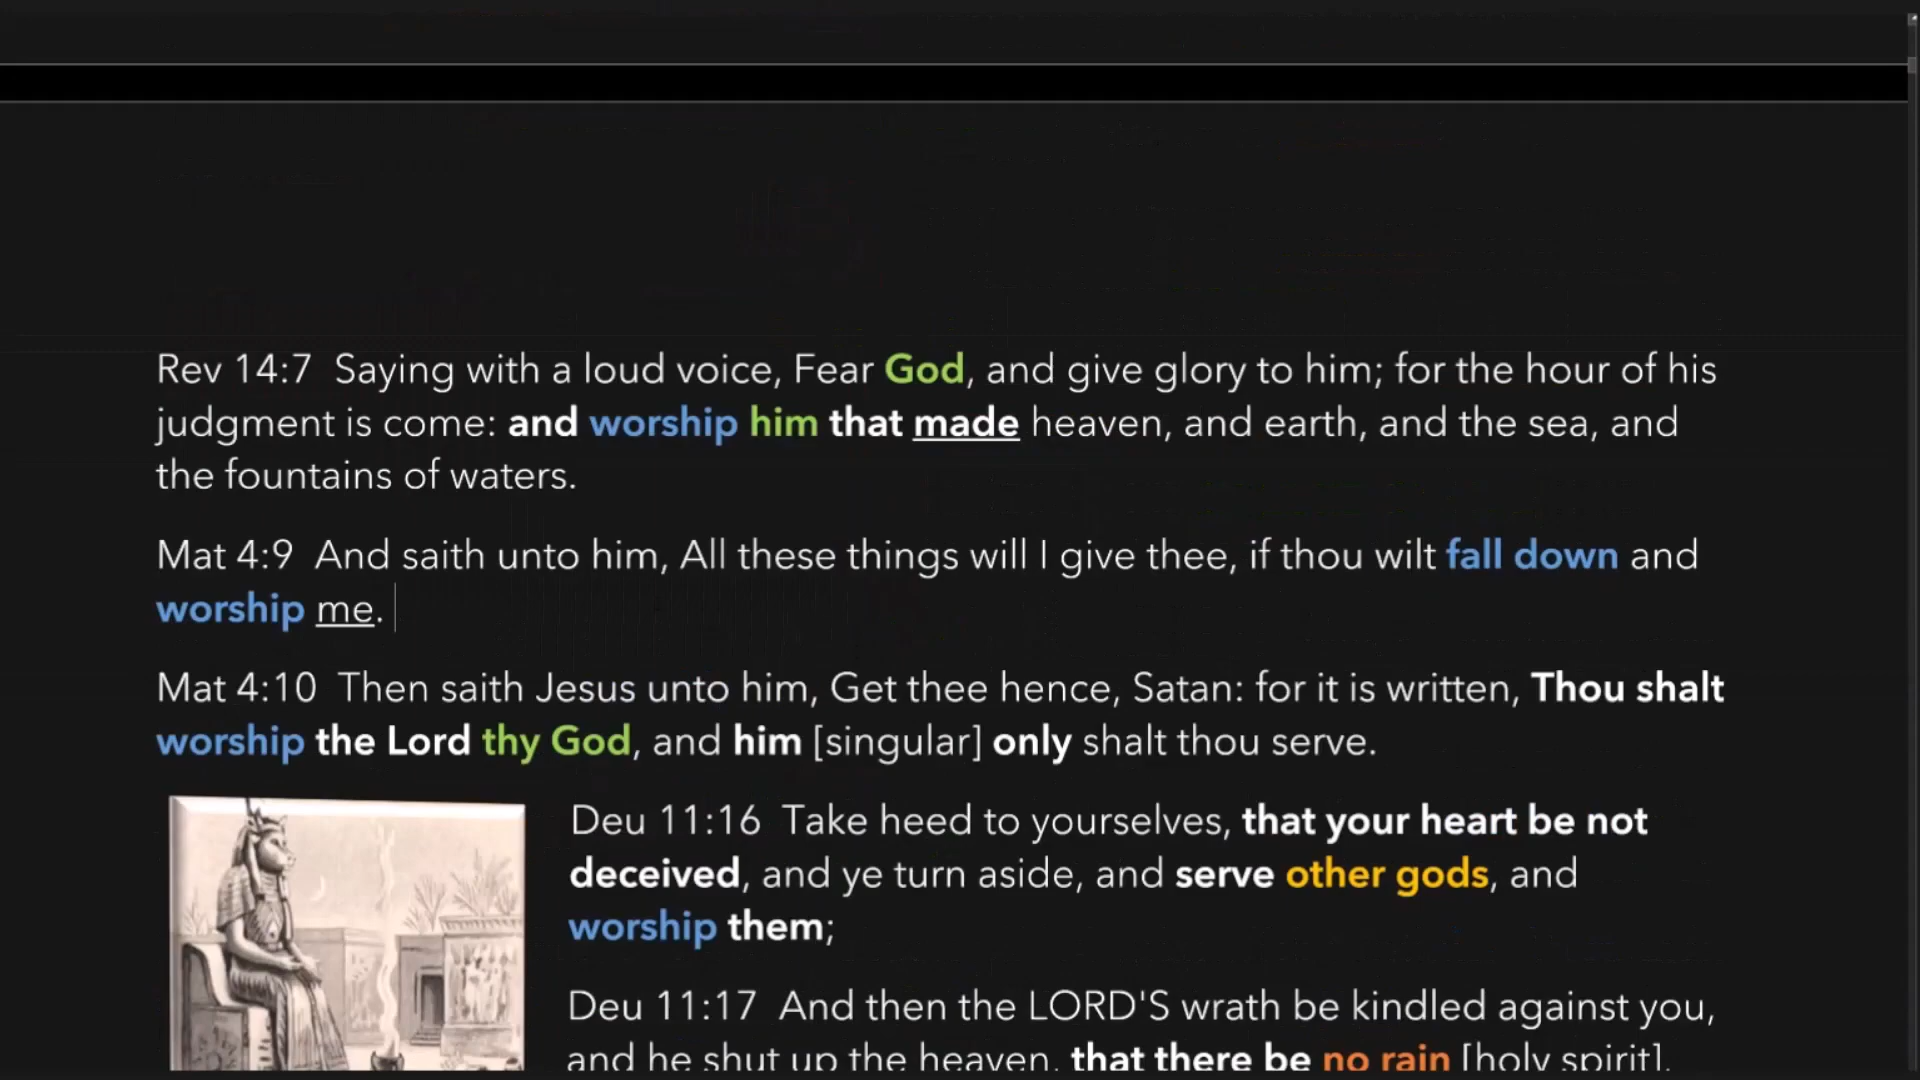 Rev 14:7 Saying with a loud voice, Fear God, and give glory to him; for the hour of his
judgment is come: and worship him that made heaven, and earth, and the sea, and
the fountains of waters.
Mat 4:9 And saith unto him, All these things will I give thee, if thou wilt fall down and
worship me.
Mat 4:10 Then saith Jesus unto him, Get thee hence, Satan: for it is written, Thou shalt
worship the Lord thy God, and him [singular] only shalt thou serve.
Deu 11:16 Take heed to yourselves, that your heart be not
deceived, and ye turn aside, and serve other gods, and
worship them;
Deu 11:17 And then the LORD'S wrath be kindled against you,
and he shut up the heaven, that there be no rain [holy spirit],